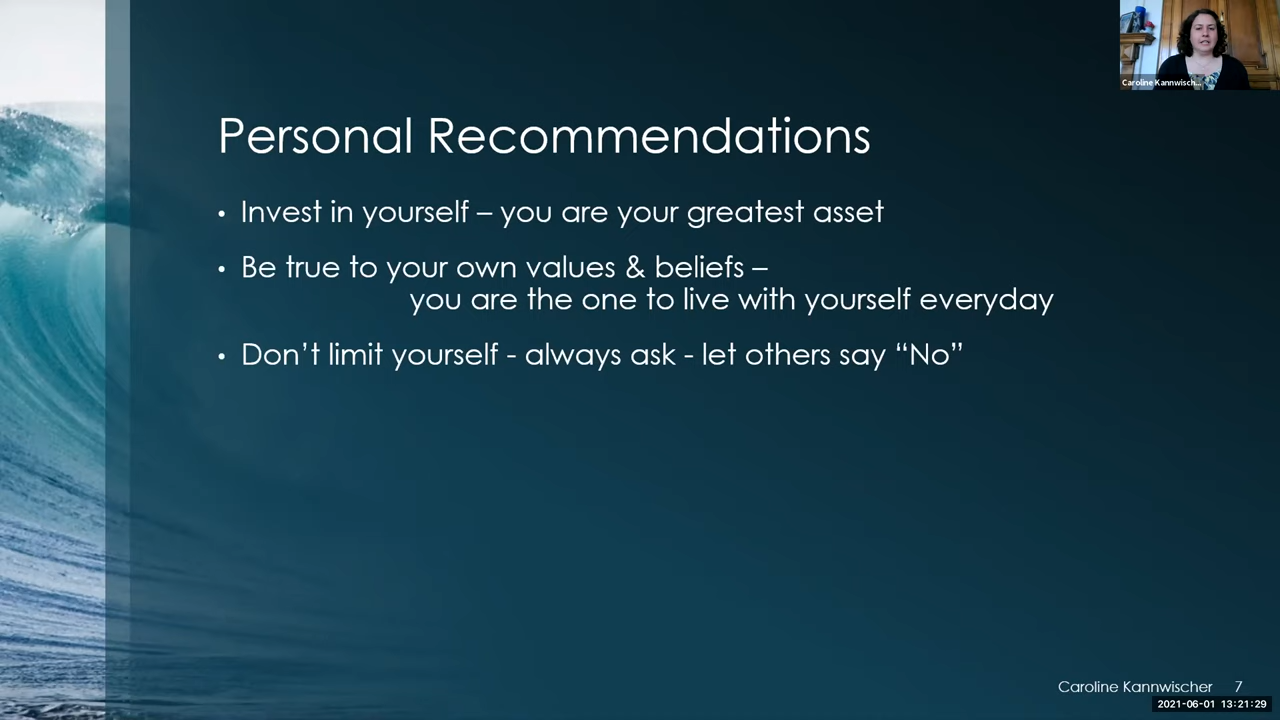 Caroline Kannwisch...
Personal Recommendations
• Invest in yourself – you are your greatest asset
• Be true to your own values & beliefs –
you are the one to live with yourself everyday
• Don’t limit yourself - always ask - let others say “No”
Caroline Kannwischer 7
2021-06-01 13:21:29